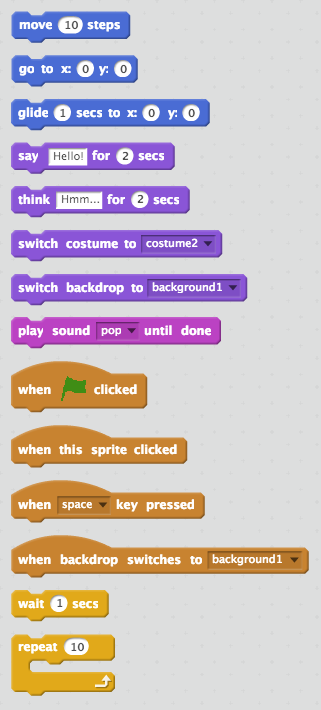 move 10 steps
go to x: 0 y: 0
glide 1 secs to x: 0 y: 0
say Hello! for 2 secs
think Hmm... for 2 secs
switch costume to costume2
switch backdrop to background1
play sound pop until done
when clicked
when this sprite clicked
when space key pressed
when backdrop switches to background1
wait 1 secs
repeat 10